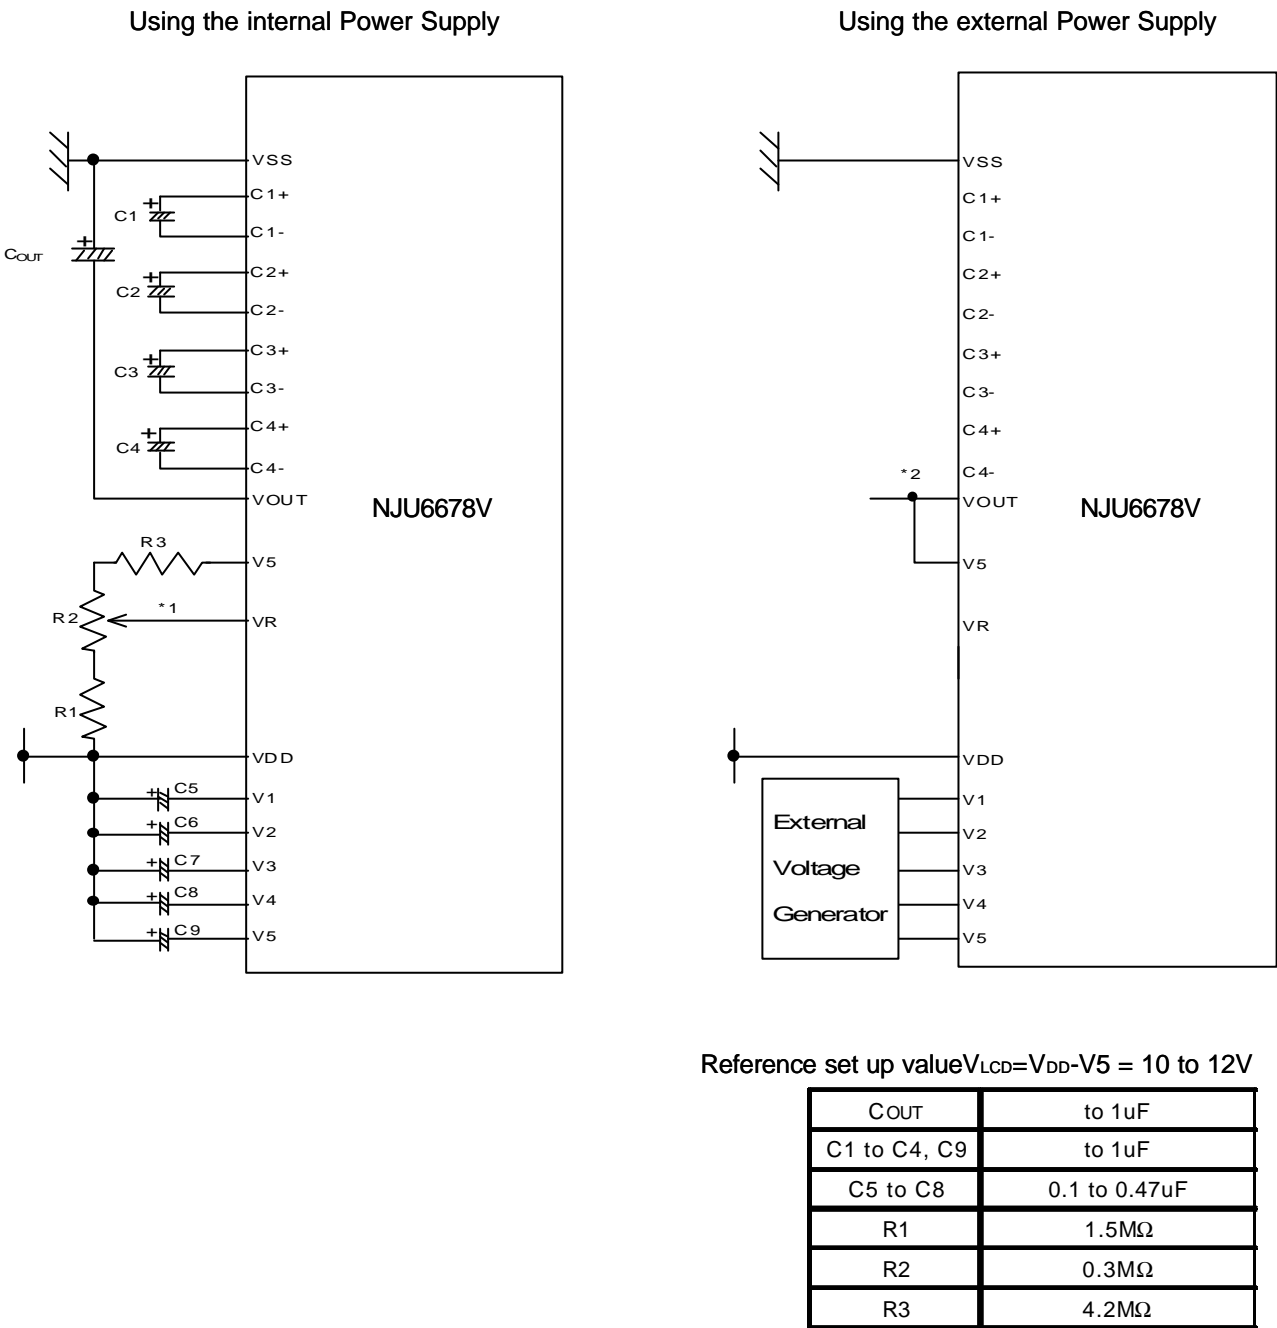 Using the internal Power Supply
VSS
C1+
C1
+
C1-
COUT
+
C2+
C2
+
C2-
C3+
C3
+
C3-
C4+
C4
+
C4-
VOUT
NJU6678V
R3
V5
R2
*1
VR
R1
VDD
+
C5
V1
+
C6
V2
+
C7
V3
+
C8
V4
+
C9
V5
Using the external Power Supply
VSS
C1+
C1-
C2+
C2-
C3+
C3-
C4+
C4-
*2
VOUT
NJU6678V
V5
VR
VDD
External
Voltage
Generator
V1
V2
V3
V4
V5
Reference set up valueVLCD=VDD-V5 = 10 to 12V
COUT to 1uF
C1 to C4, C9 to 1uF
C5 to C8 0.1 to 0.47uF
R1 1.5MΩ
R2 0.3MΩ
R3 4.2MΩ